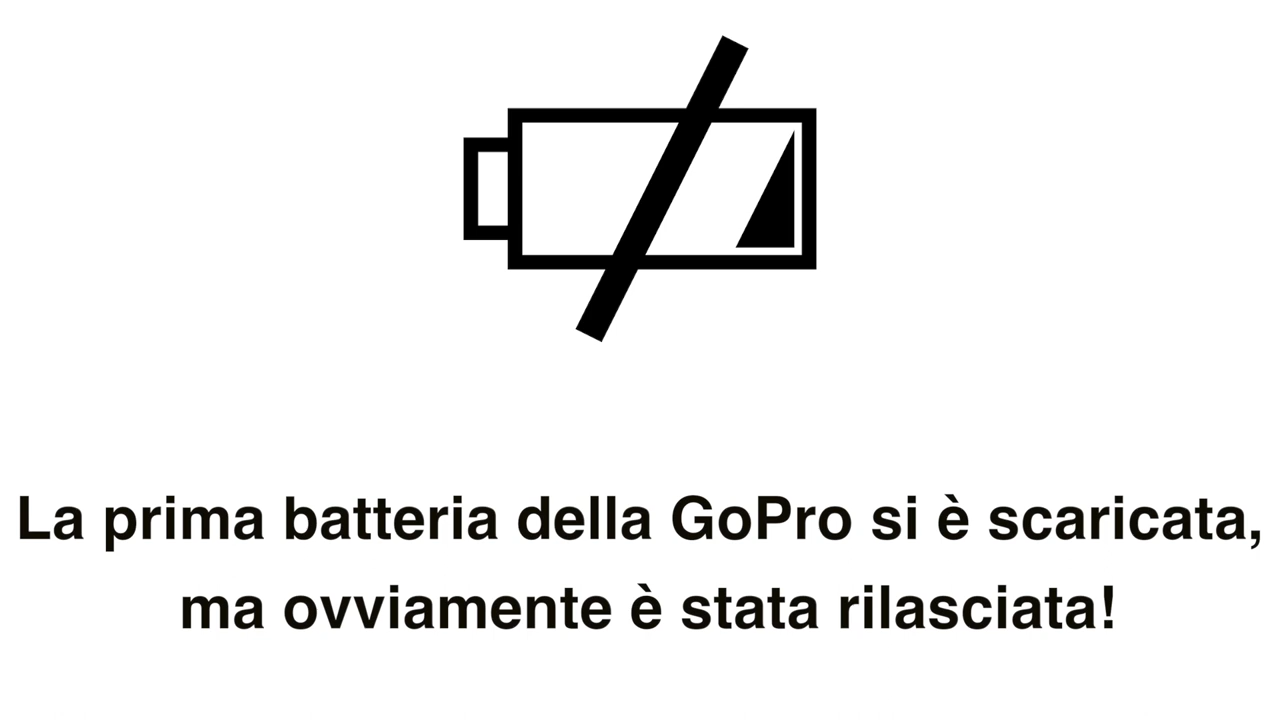 La prima batteria della GoPro si è scaricata,
ma ovviamente è stata rilasciata!